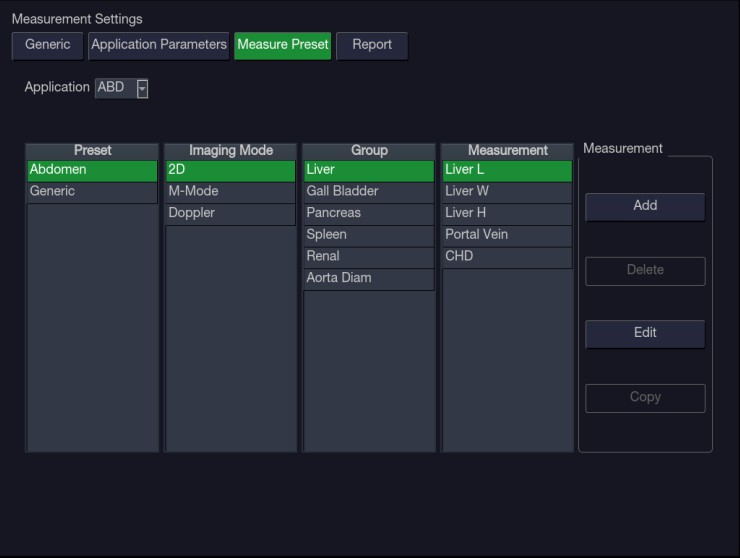 Measurement Settings
Generic Application Parameters Measure Preset Report
Application ABD
Preset Imaging Mode Group Measurement Measurement
Abdomen 2D Liver Liver L
Generic M-Mode Gall Bladder Liver W
Doppler Pancreas Liver H
Spleen Portal Vein
Renal CHD
Aorta Diam
Add
Delete
Edit
Copy